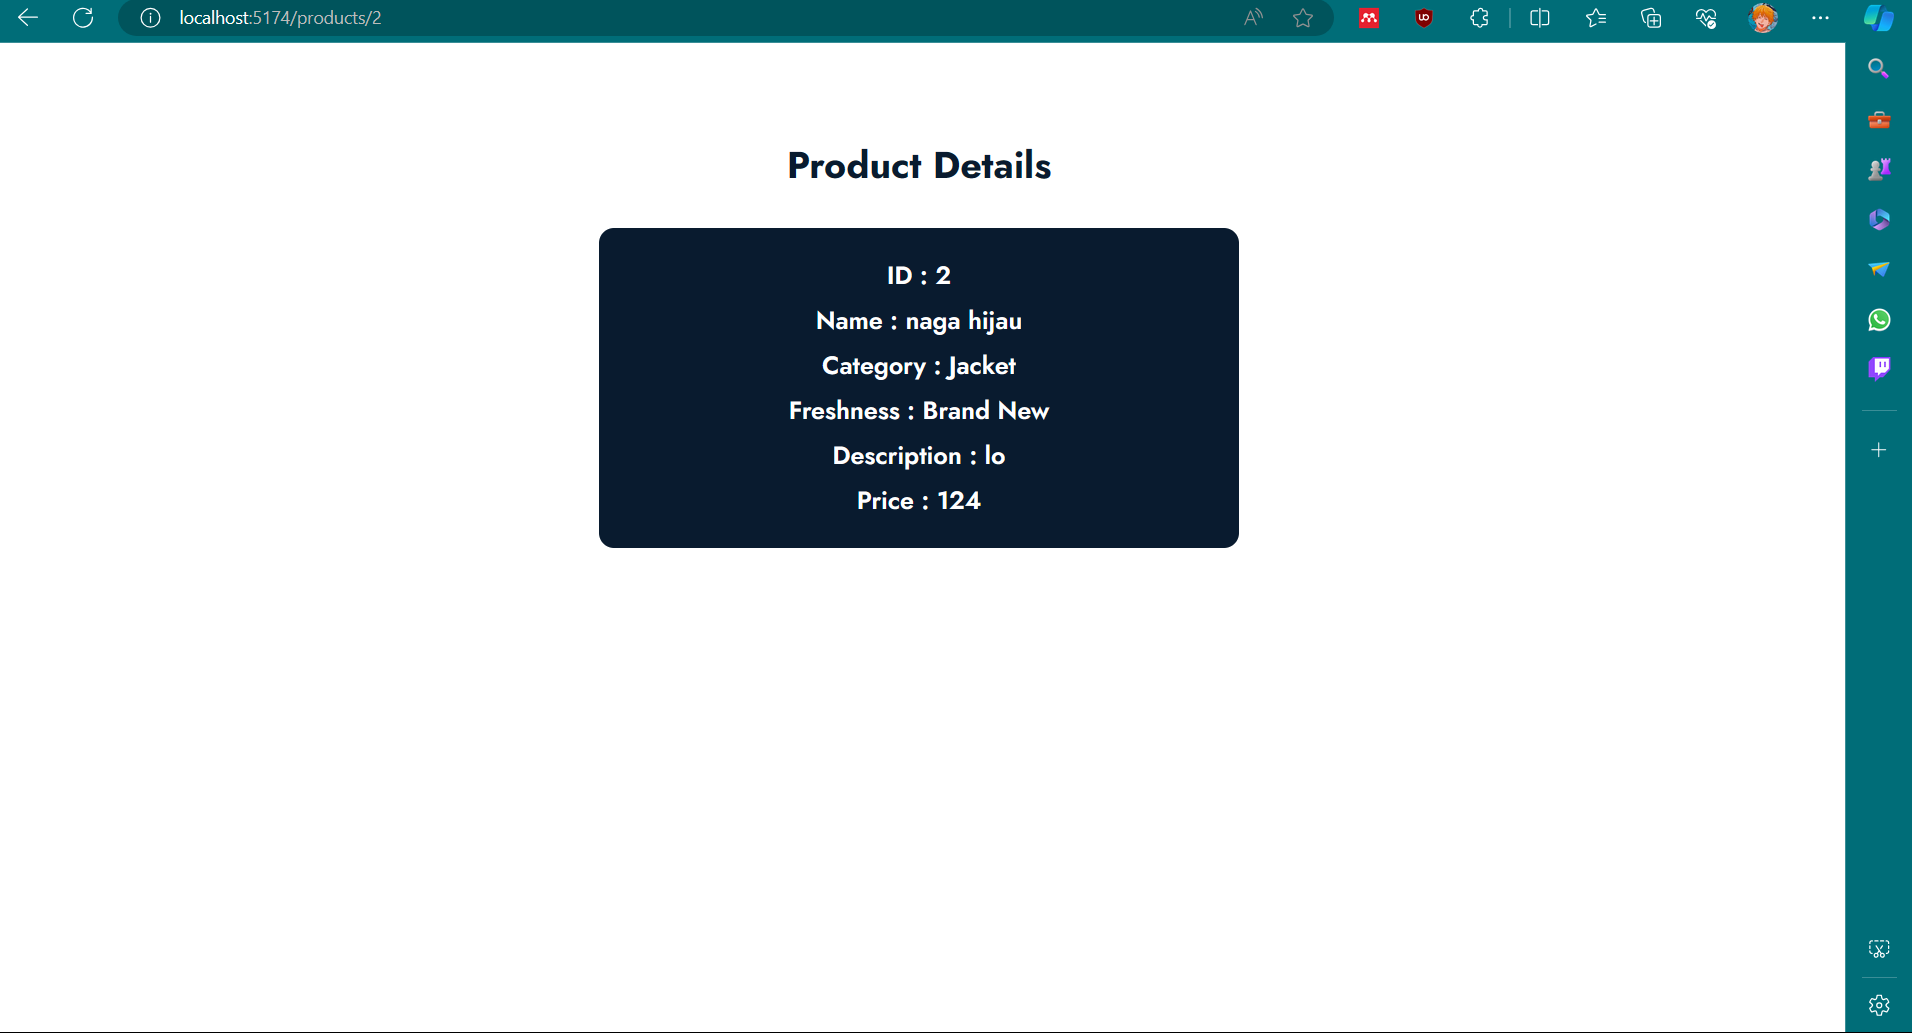 localhost:5174/products/2
Product Details
ID : 2
Name : naga hijau
Category : Jacket
Freshness : Brand New
Description : lo
Price : 124